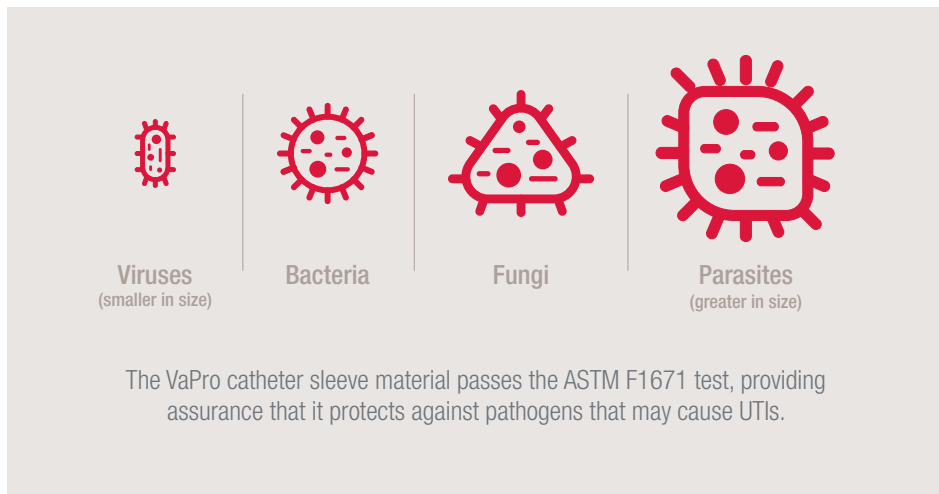 Viruses
(smaller in size)
Bacteria
Fungi
Parasites
(greater in size)
The VaPro catheter sleeve material passes the ASTM F1671 test, providing
assurance that it protects against pathogens that may cause UTIs.